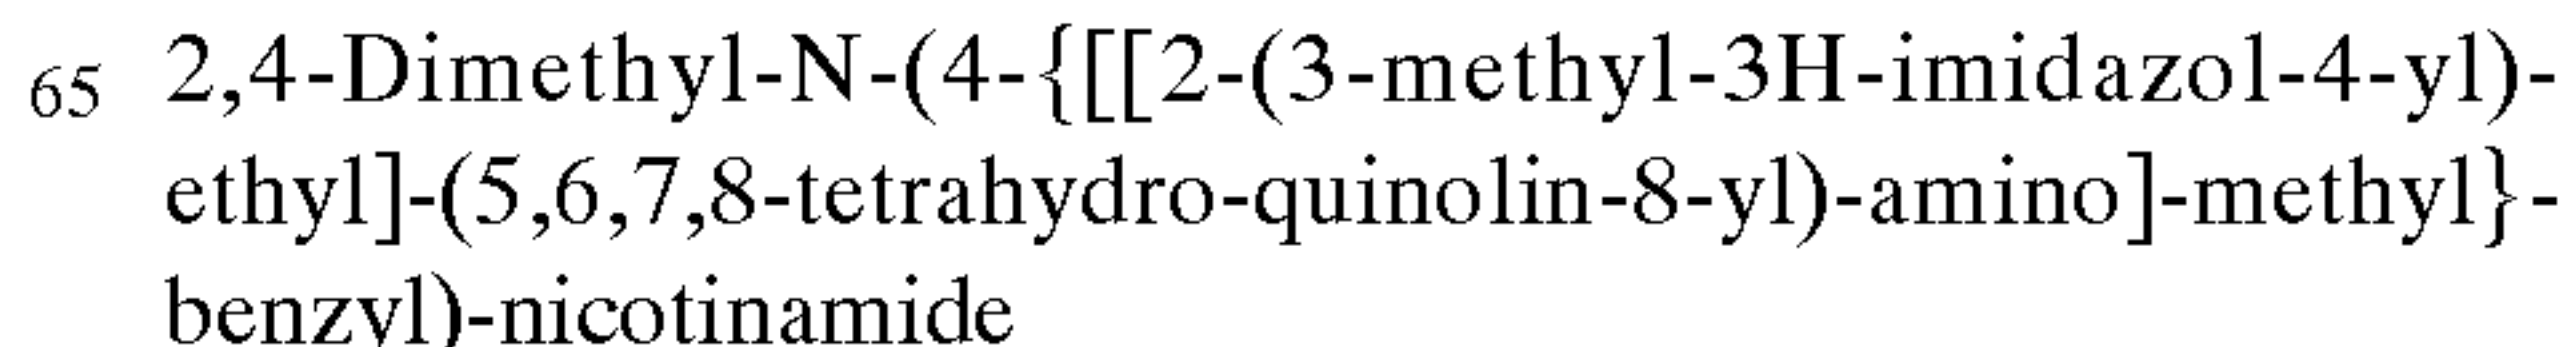 65 2,4-Dimethyl-N-(4-{[[2-(3-methyl-3H-imidazol-4-yl)-
ethyl]-(5,6,7,8-tetrahydro-quinolin-8-yl)-amino]-methyl}-
benzyl)-nicotinamide